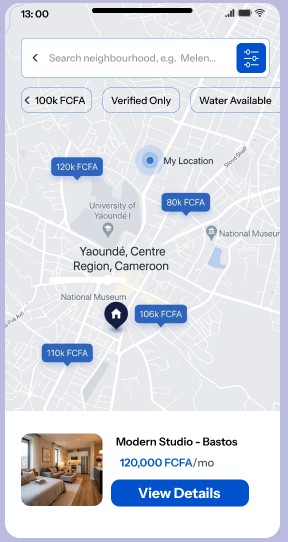 13:00
Search neighbourhood, e.g. Melen...
< 100k FCFA
Verified Only
Water Available
120k FCFA
My Location
Stood Shelf
80k FCFA
University of
Yaoundé I
National Museum
Yaoundé, Centre
Region, Cameroon
National Museum
106k FCFA
110k FCFA
Modern Studio - Bastos
120,000 FCFA/mo
View Details